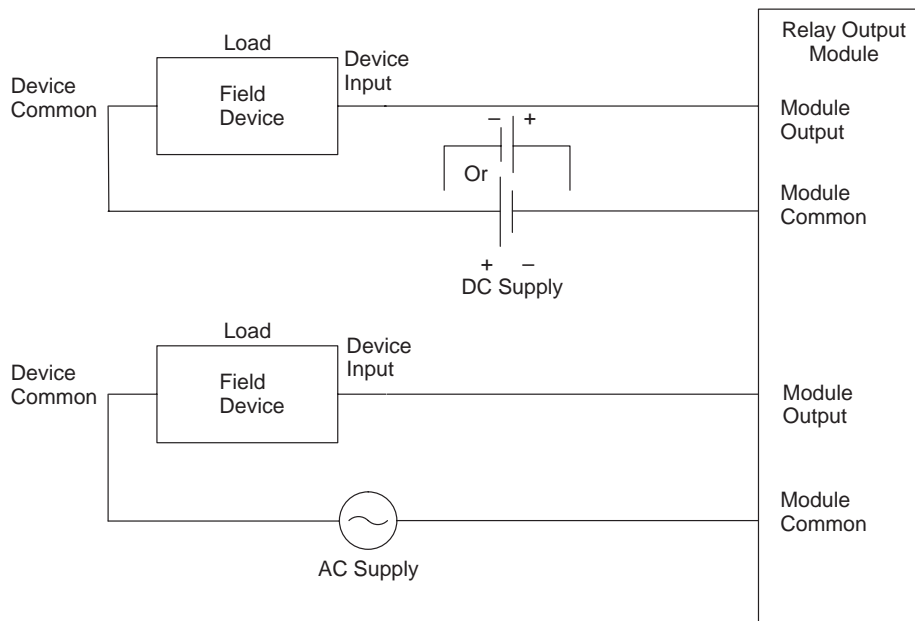 Relay Output
Module
Load
Device
Input
Device
Common
Field
Device
Module
Output
– +
Or
Module
Common
+ –
DC Supply
Load
Device
Input
Device
Common
Field
Device
Module
Output
Module
Common
AC Supply